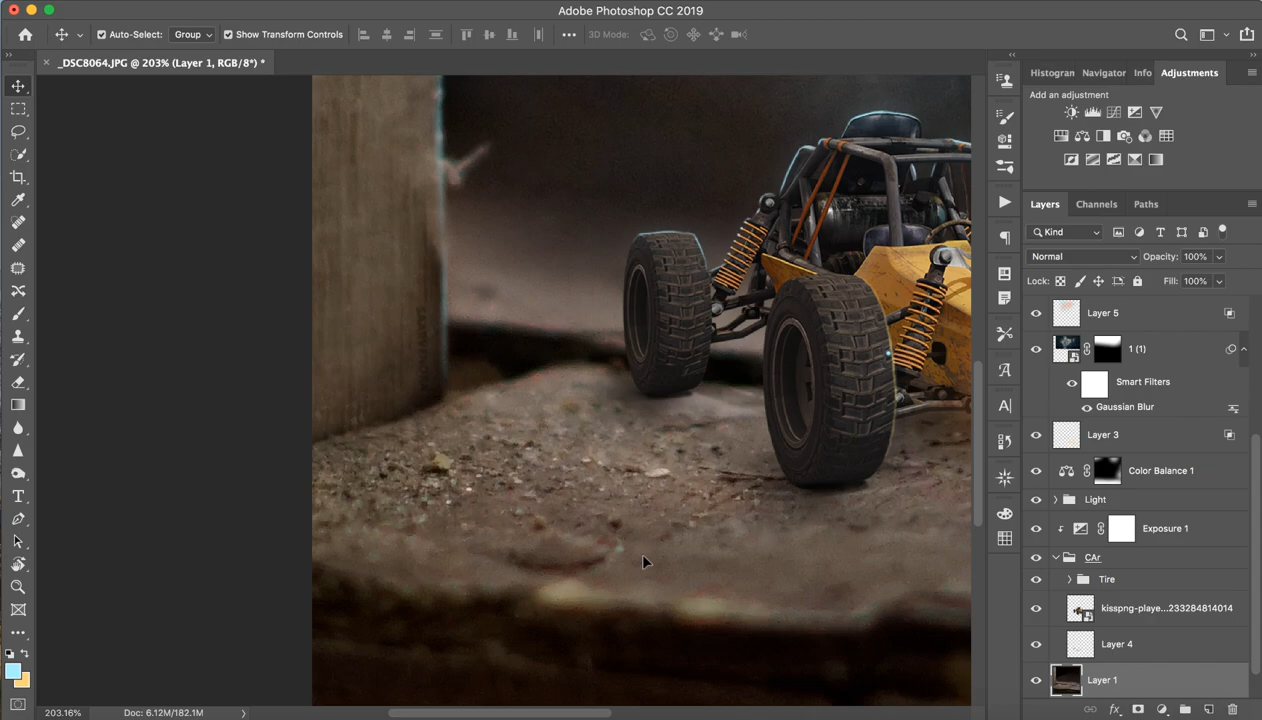 Adobe Photoshop CC 2019
Auto-Select: Group Show Transform Controls 3D Mode:
_DSC8064.JPG @ 203% (Layer 1, RGB/8*) *
Histogran Navigator Info Adjustments
Add an adjustment
Layers Channels Paths
Kind
Normal Opacity: 100%
Lock: Fill: 100%
Layer 5
1 (1)
Smart Filters
Gaussian Blur
Layer 3
Color Balance 1
Light
Exposure 1
CAr
Tire
kisspng-playe...233284814014
Layer 4
Layer 1
203.16% Doc: 6.12M/182.1M